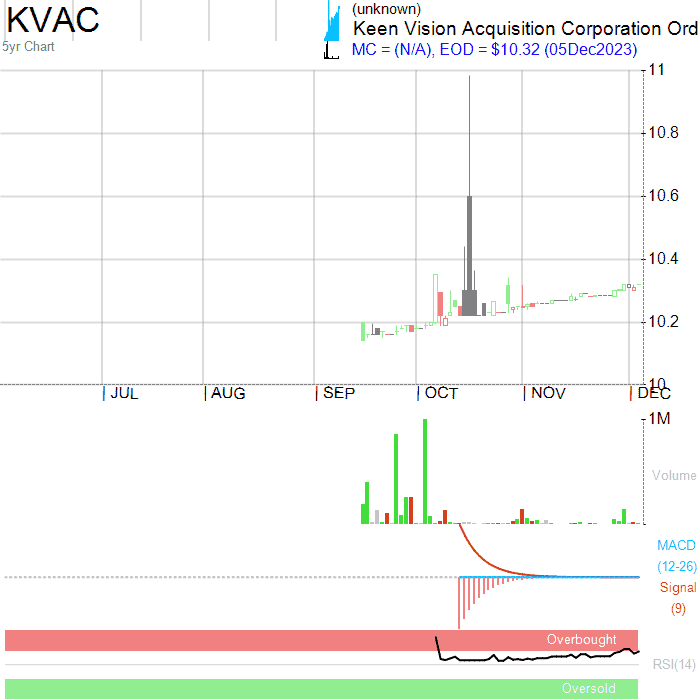 KVAC
5yr Chart
(unknown)
Keen Vision Acquisition Corporation Ord
MC = (N/A), EOD = $10.32 (05Dec2023)
11
10.8
10.6
10.4
10.2
10
JUL
AUG
SEP
OCT
NOV
DEC
1M
Volume
MACD
(12-26)
Signal
(9)
Overbought
RSI(14)
Oversold